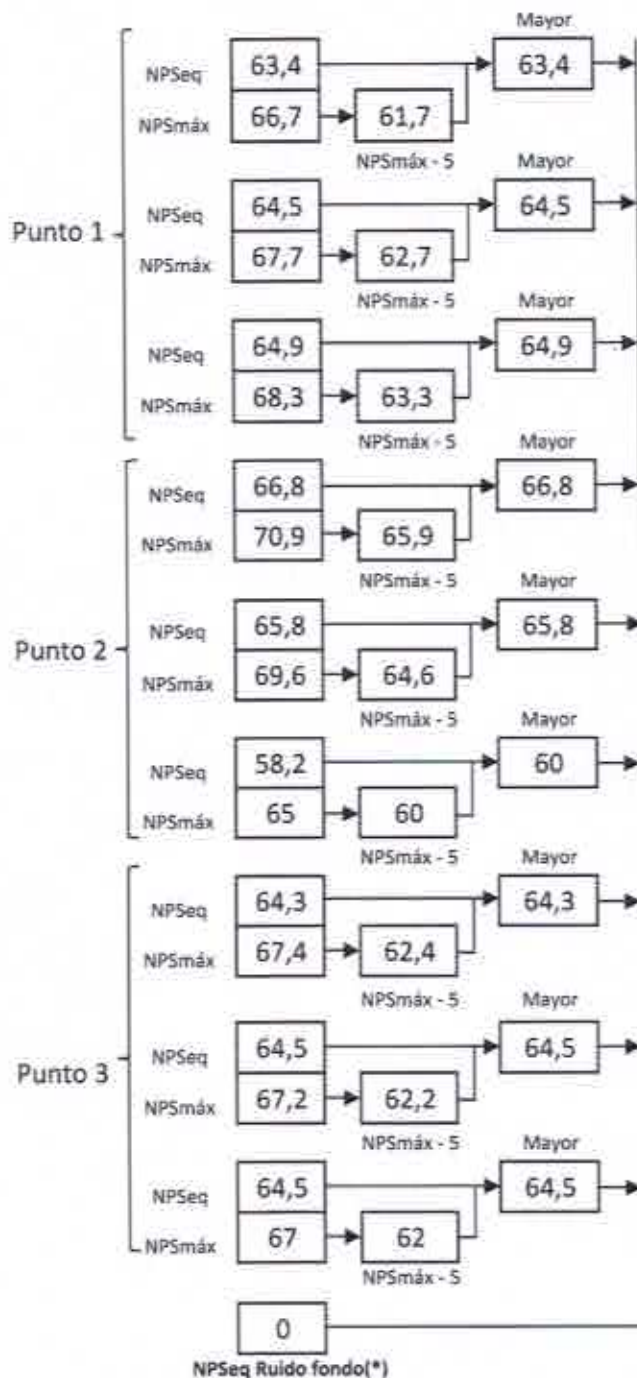 Mayor
NPSeq 63,4 63,4
NPSmáx 66,7 61,7
NPSmáx - 5
Mayor
NPSeq 64,5 64,5
Punto 1
NPSmáx 67,7 62,7
NPSmáx - 5
Mayor
NPSeq 64,9 64,9
NPSmáx 68,3 63,3
NPSmáx - 5
Mayor
NPSeq 66,8 66,8
NPSmáx 70,9 65,9
NPSmáx - 5
Mayor
NPSeq 65,8 65,8
Punto 2
NPSmáx 69,6 64,6
NPSmáx - 5
Mayor
NPSeq 58,2 60
NPSmáx 65 60
NPSmáx - 5
Mayor
NPSeq 64,3 64,3
NPSmáx 67,4 62,4
NPSmáx - 5
Mayor
NPSeq 64,5 64,5
Punto 3
NPSmáx 67,2 62,2
NPSmáx - 5
Mayor
NPSeq 64,5 64,5
NPSmáx 67 62
NPSmáx - 5
0
NPSeq Ruido fondo(*)